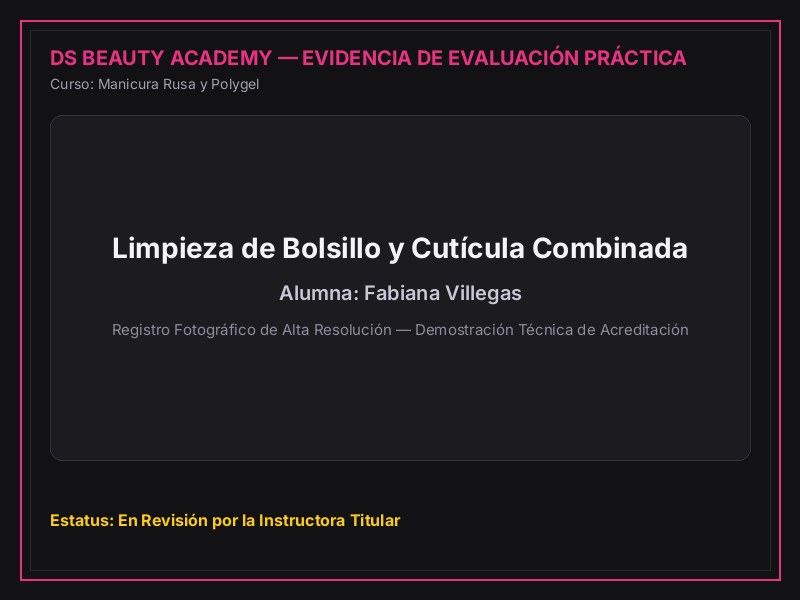 DS BEAUTY ACADEMY — EVIDENCIA DE EVALUACIÓN PRÁCTICA
Curso: Manicura Rusa y Polygel
Limpieza de Bolsillo y Cutícula Combinada
Alumna: Fabiana Villegas
Registro Fotográfico de Alta Resolución — Demostración Técnica de Acreditación
Estatus: En Revisión por la Instructora Titular